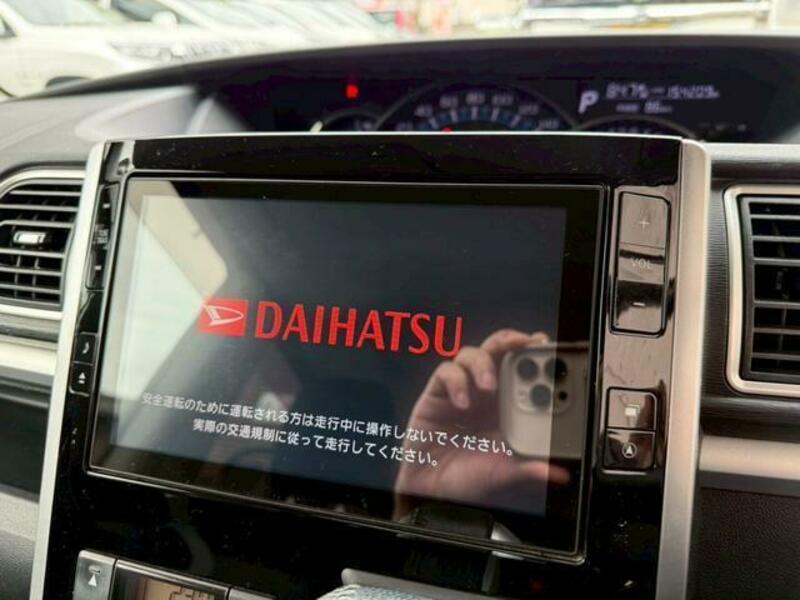 P
DAIHATSU
安全運転のために運転される方は走行中に操作しないでください。
実際の交通規制に従って走行してください。
+
VOL
−